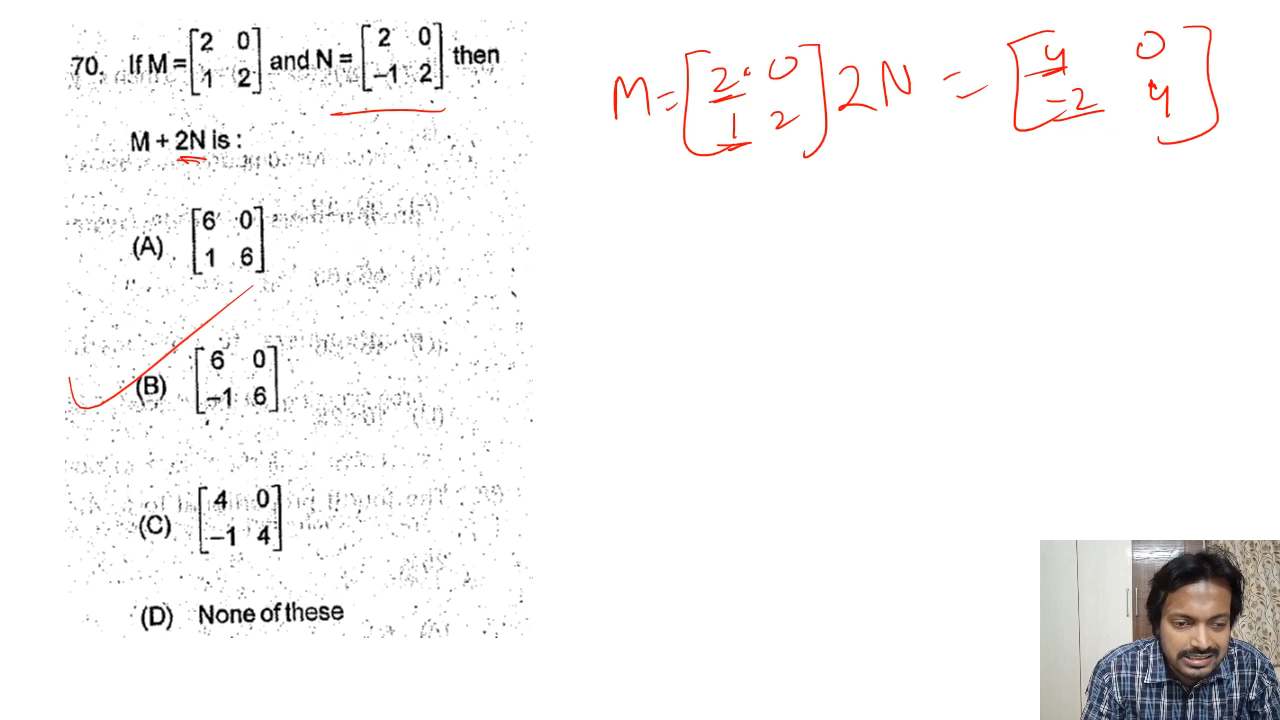 70. If M = [2 0 and N = [2 0 then
1 2] -1 2]
M + 2N is :
(A) [6 0
1 6]
(B) [6 0
-1 6]
(C) [4 0
-1 4]
(D) None of these
M = [2 0 2N = [4 0
1 2] -2 4]